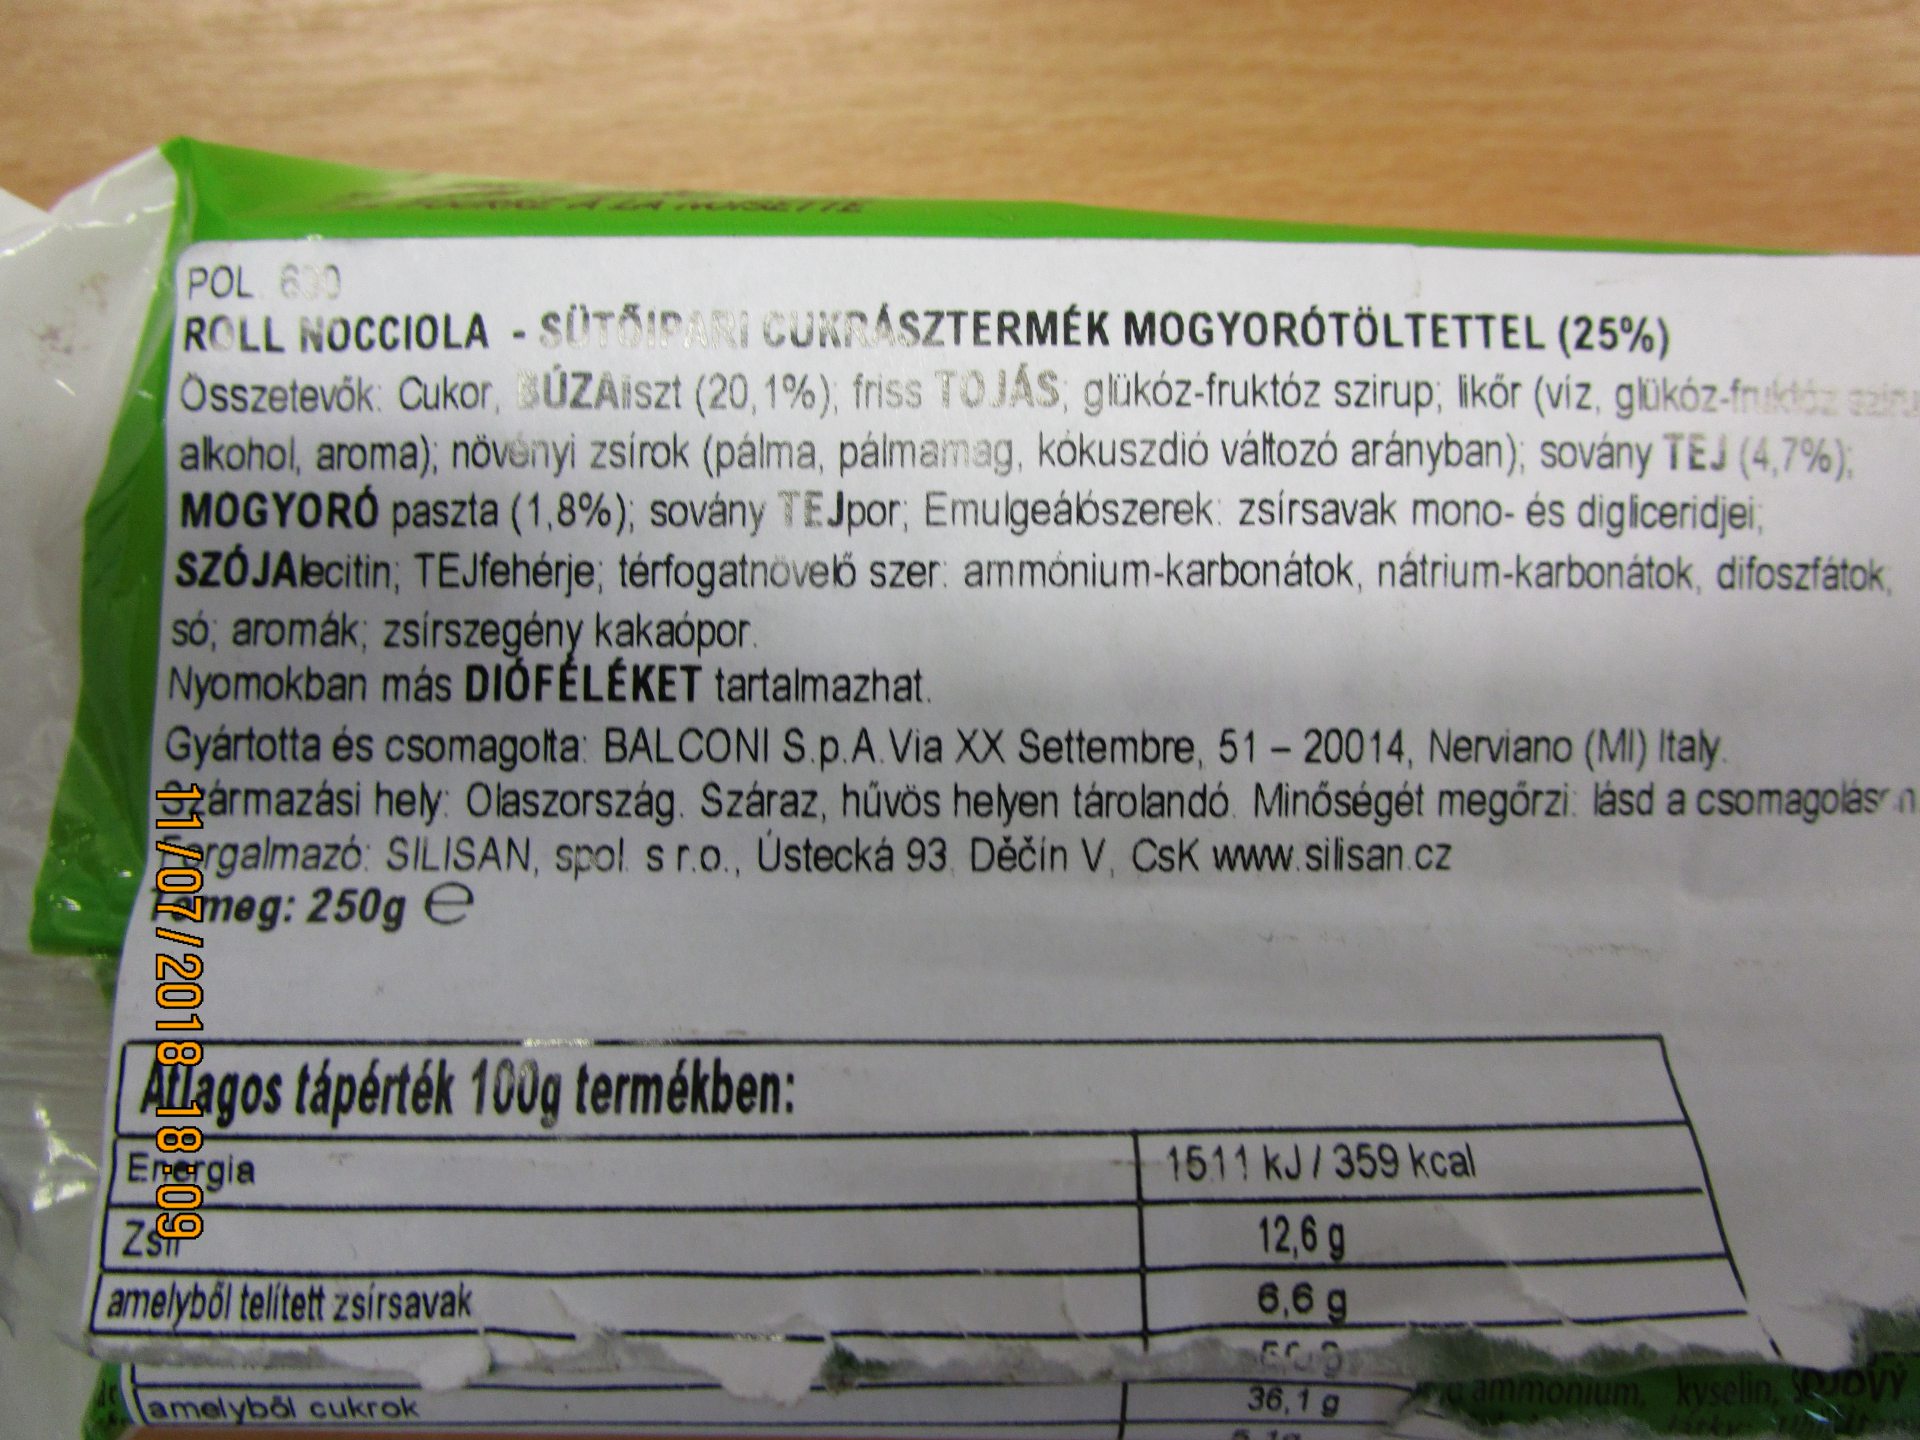 A LA NOISETTE
POL. 630
ROLL NOCCIOLA - SÜTŐIPARI CUKRÁSZTERMÉK MOGYORÓTÖLTETTEL (25%)
Összetevők: Cukor, BÚZAliszt (20,1%); friss TOJÁS; glükóz-fruktóz szirup; likőr (víz, glükóz-fruktóz
alkohol, aroma); növényi zsírok (pálma, pálmamag, kókuszdió változó arányban); sovány TEJ (4,7%);
MOGYORÓ paszta (1,8%); sovány TEJpor; Emulgeálószerek: zsírsavak mono- és digliceridjei;
SZÓJAlecitin; TEJfehérje; térfogatnövelő szer: ammónium-karbonátok, nátrium-karbonátok, difoszfátok,
só; aromák; zsírszegény kakaópor.
Nyomokban más DIÓFÉLÉKET tartalmazhat.
Gyártotta és csomagolta: BALCONI S.p.A.Via XX Settembre, 51 – 20014, Nerviano (MI) Italy.
Származási hely: Olaszország. Száraz, hűvös helyen tárolandó. Minőségét megőrzi: lásd a csomagoláson
Forgalmazó: SILISAN, spol. s r.o., Ústecká 93, Děčín V, CsK www.silisan.cz
Tömeg: 250g ℮
Átlagos tápérték 100g termékben:
Energia 1511 kJ / 359 kcal
Zsír 12,6 g
amelyből telített zsírsavak 6,6 g
amelyből cukrok 36,1 g
ammonium, kyselin, SÓJOVÝ
11/07/2018 18:09